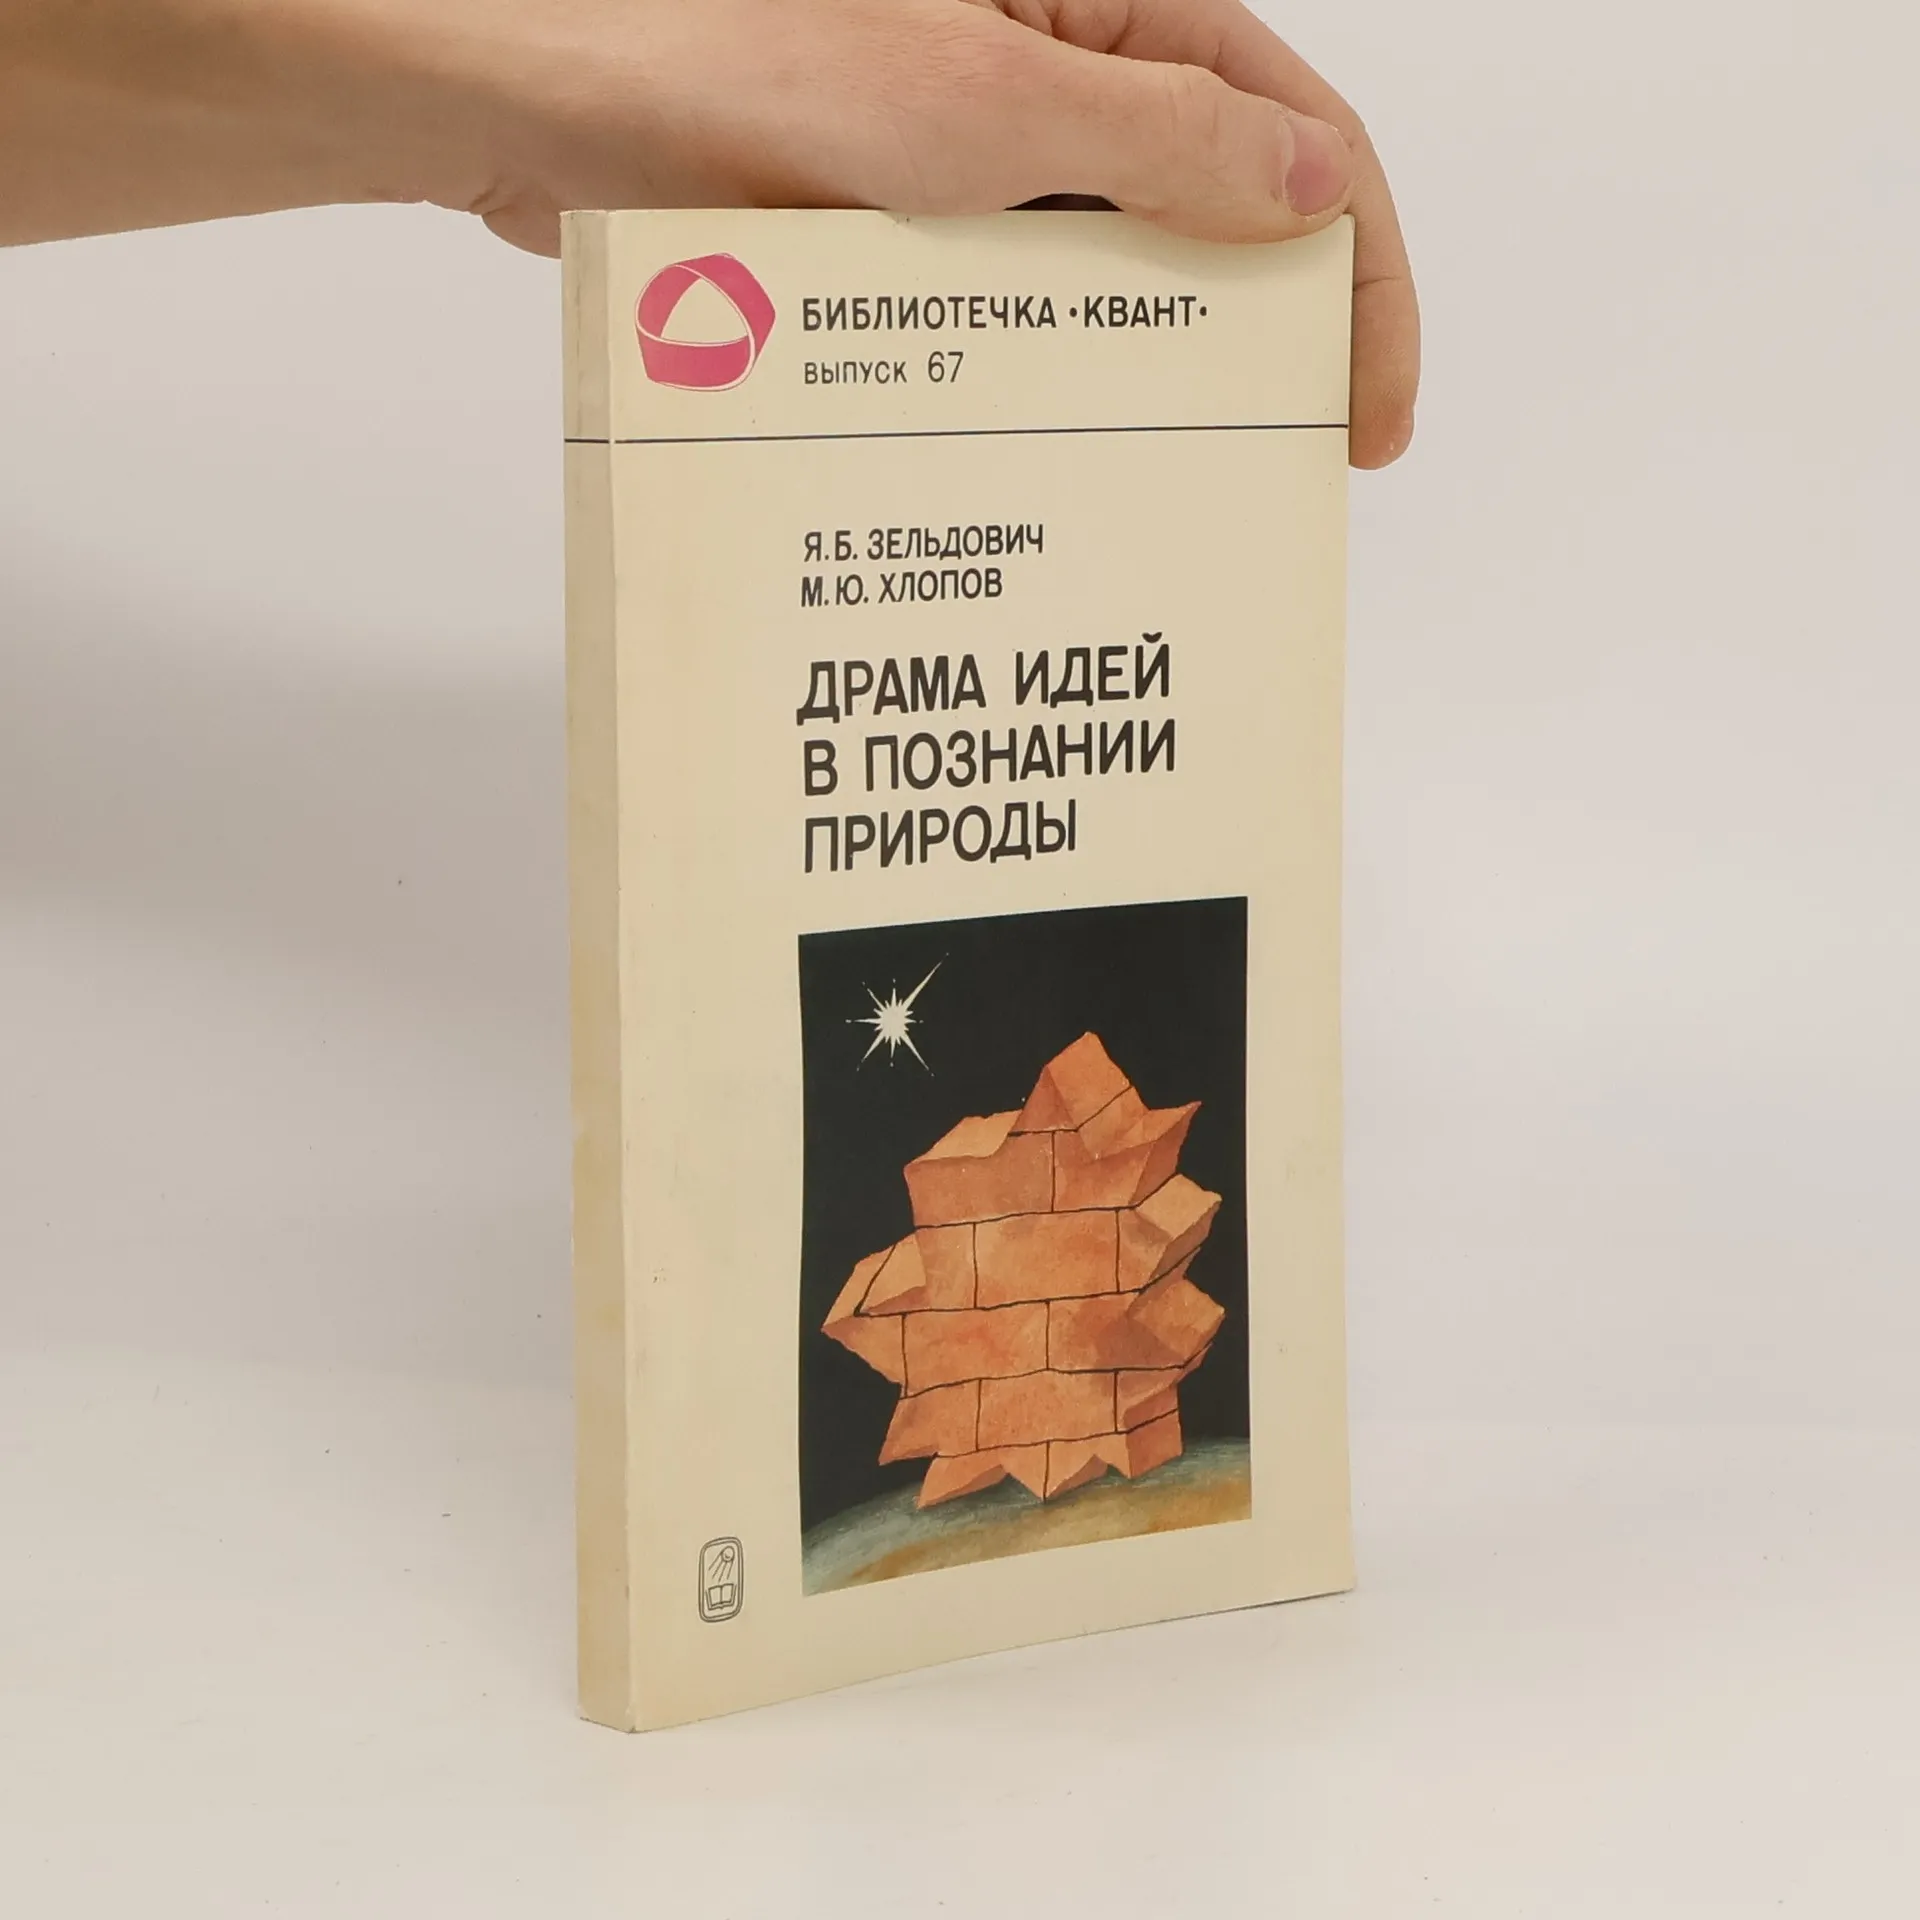 БИБЛИОТЕЧКА •КВАНТ•
ВЫПУСК 67
Я.Б. ЗЕЛЬДОВИЧ
М.Ю. ХЛОПОВ
ДРАМА ИДЕЙ
В ПОЗНАНИИ
ПРИРОДЫ